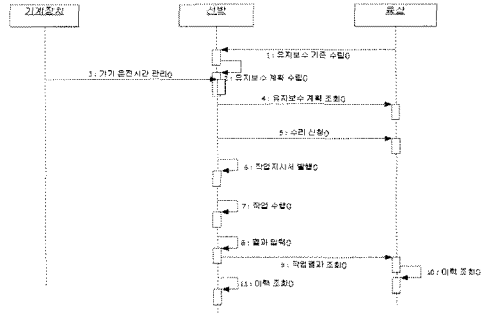 기계장치
선박
육상
1 : 유지보수 기준 수립()
2 : 유지보수 계획 수립()
3 : 기기 운전시간 관리()
4 : 유지보수 계획 조회()
5 : 수리 신청()
6 : 작업지시서 발행()
7 : 작업 수행()
8 : 결과 입력()
9 : 작업결과 조회()
10 : 이력 조회()
11 : 이력 조회()